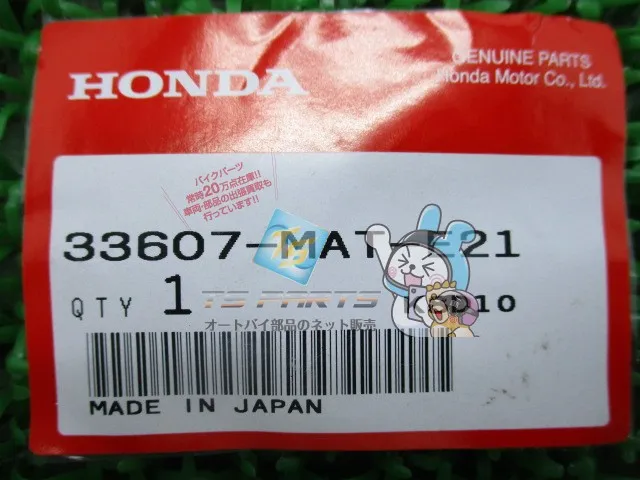 HONDA
GENUINE PARTS
Honda Motor Co., Ltd.
バイクパーツ
常時20万点在庫!!
車両・部品の出張買取も
行っています!!
33607-MAT-E21
QTY 1
TS PARTS
オートバイ部品のネット販売
MADE IN JAPAN